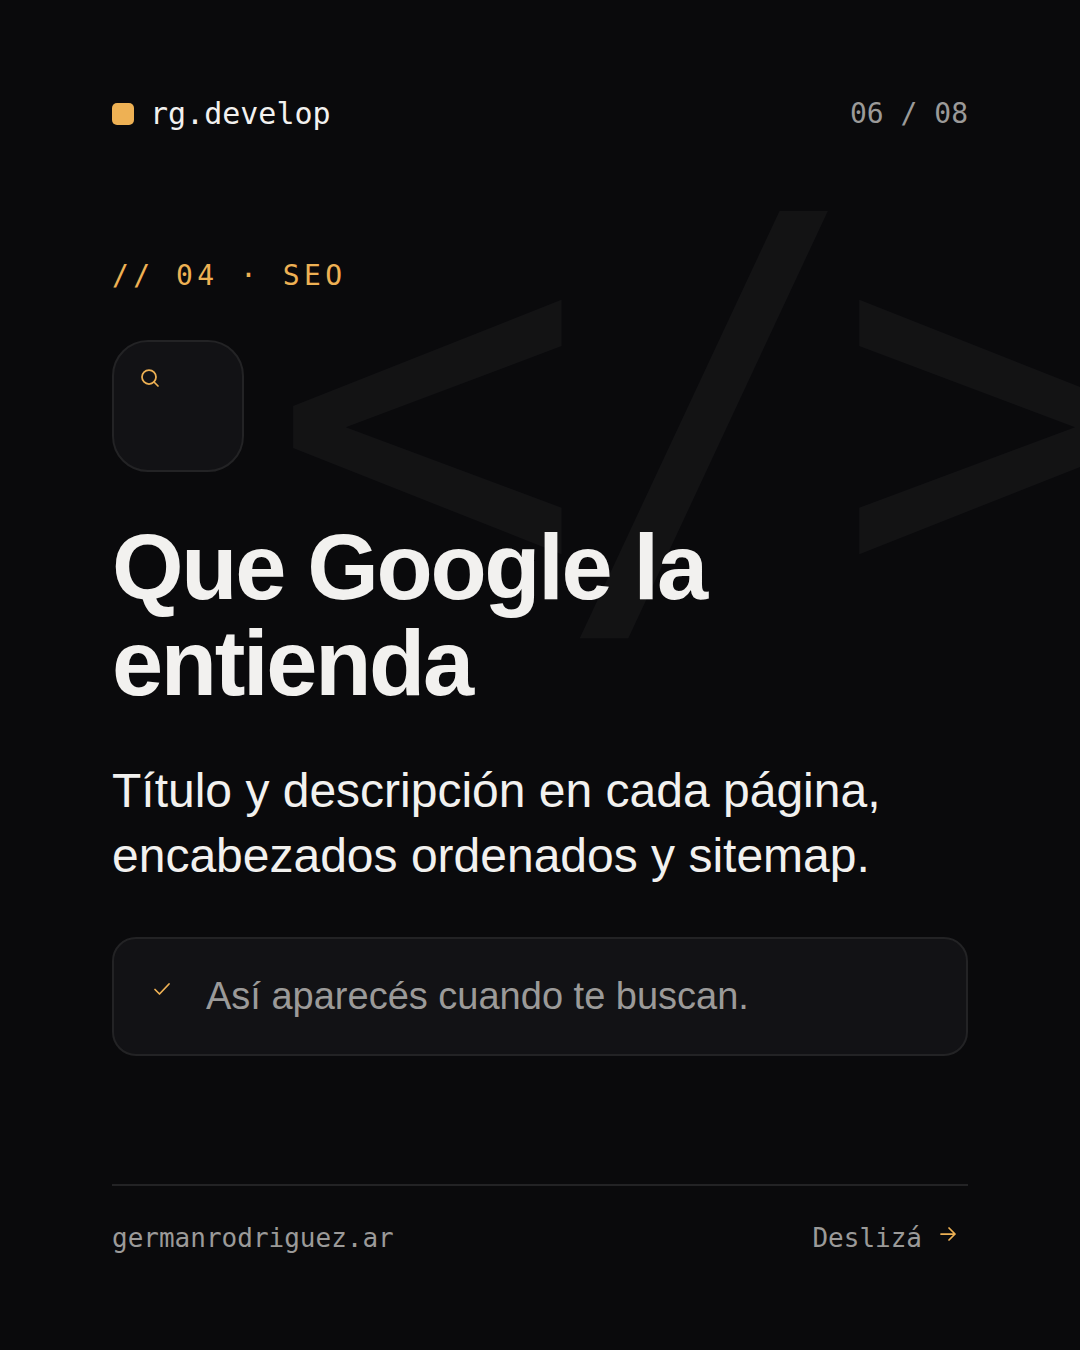 rg.develop
06 / 08
// 04 · SEO
</>
Que Google la
entienda
Título y descripción en cada página,
encabezados ordenados y sitemap.
Así aparecés cuando te buscan.
germanrodriguez.ar
Deslizá →